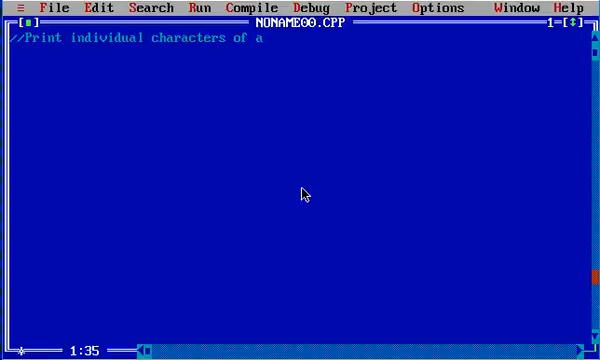 ≡ File Edit Search Run Compile Debug Project Options Window Help
[■] NONAME00.CPP 1=[↕]
//Print individual characters of a
* 1:35